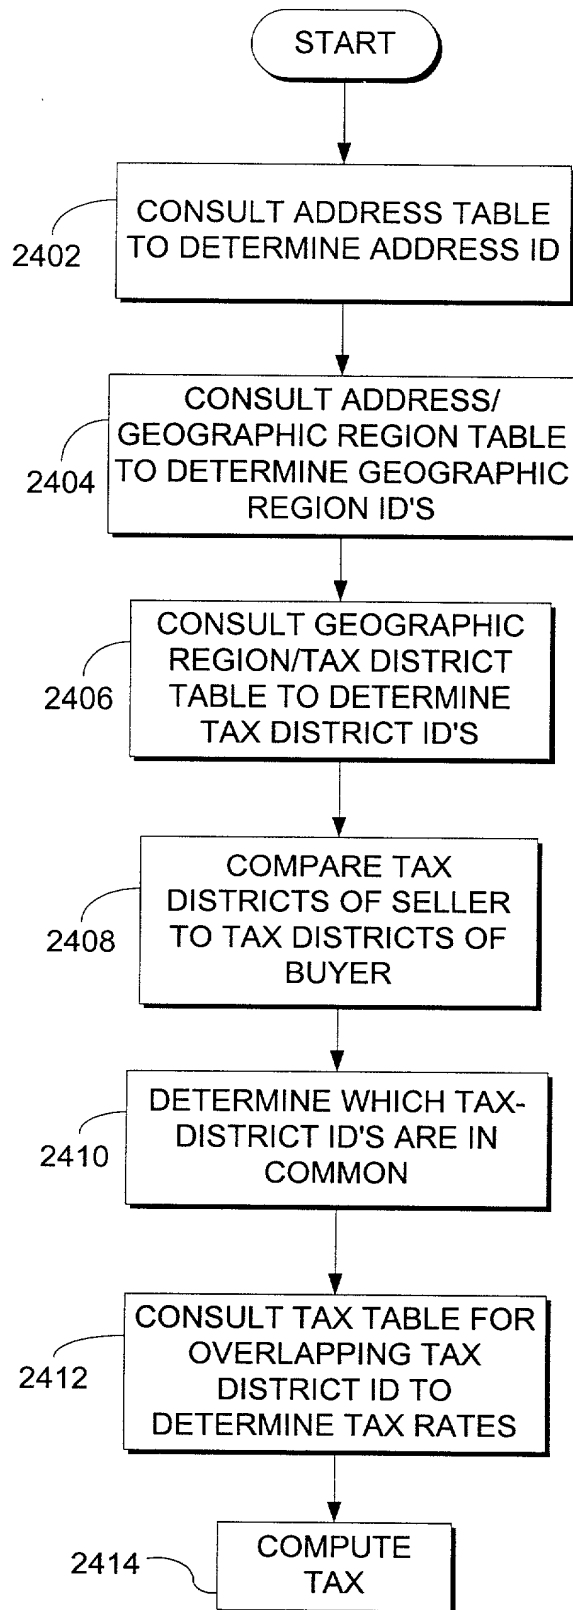 START
CONSULT ADDRESS TABLE
TO DETERMINE ADDRESS ID
2402
CONSULT ADDRESS/
GEOGRAPHIC REGION TABLE
TO DETERMINE GEOGRAPHIC
REGION ID'S
2404
CONSULT GEOGRAPHIC
REGION/TAX DISTRICT
TABLE TO DETERMINE
TAX DISTRICT ID'S
2406
COMPARE TAX
DISTRICTS OF SELLER
TO TAX DISTRICTS OF
BUYER
2408
DETERMINE WHICH TAX-
DISTRICT ID'S ARE IN
COMMON
2410
CONSULT TAX TABLE FOR
OVERLAPPING TAX
DISTRICT ID TO
DETERMINE TAX RATES
2412
COMPUTE
TAX
2414